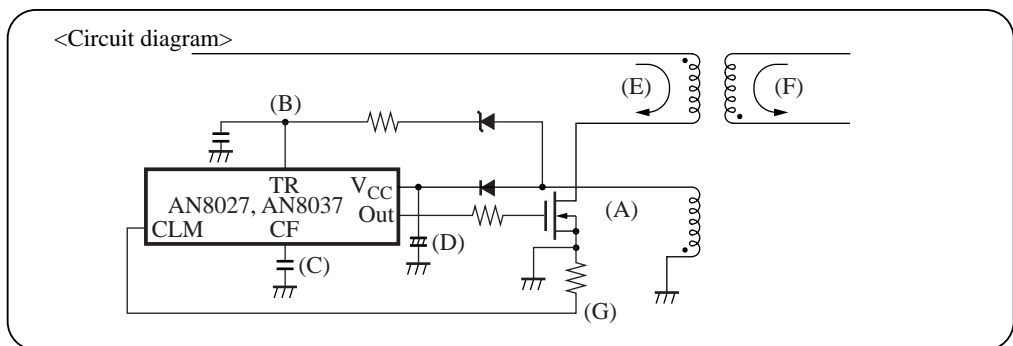 <Circuit diagram>
(E)
(F)
(B)
TR
VCC
AN8027, AN8037
Out
(A)
CLM
CF
(D)
(C)
(G)